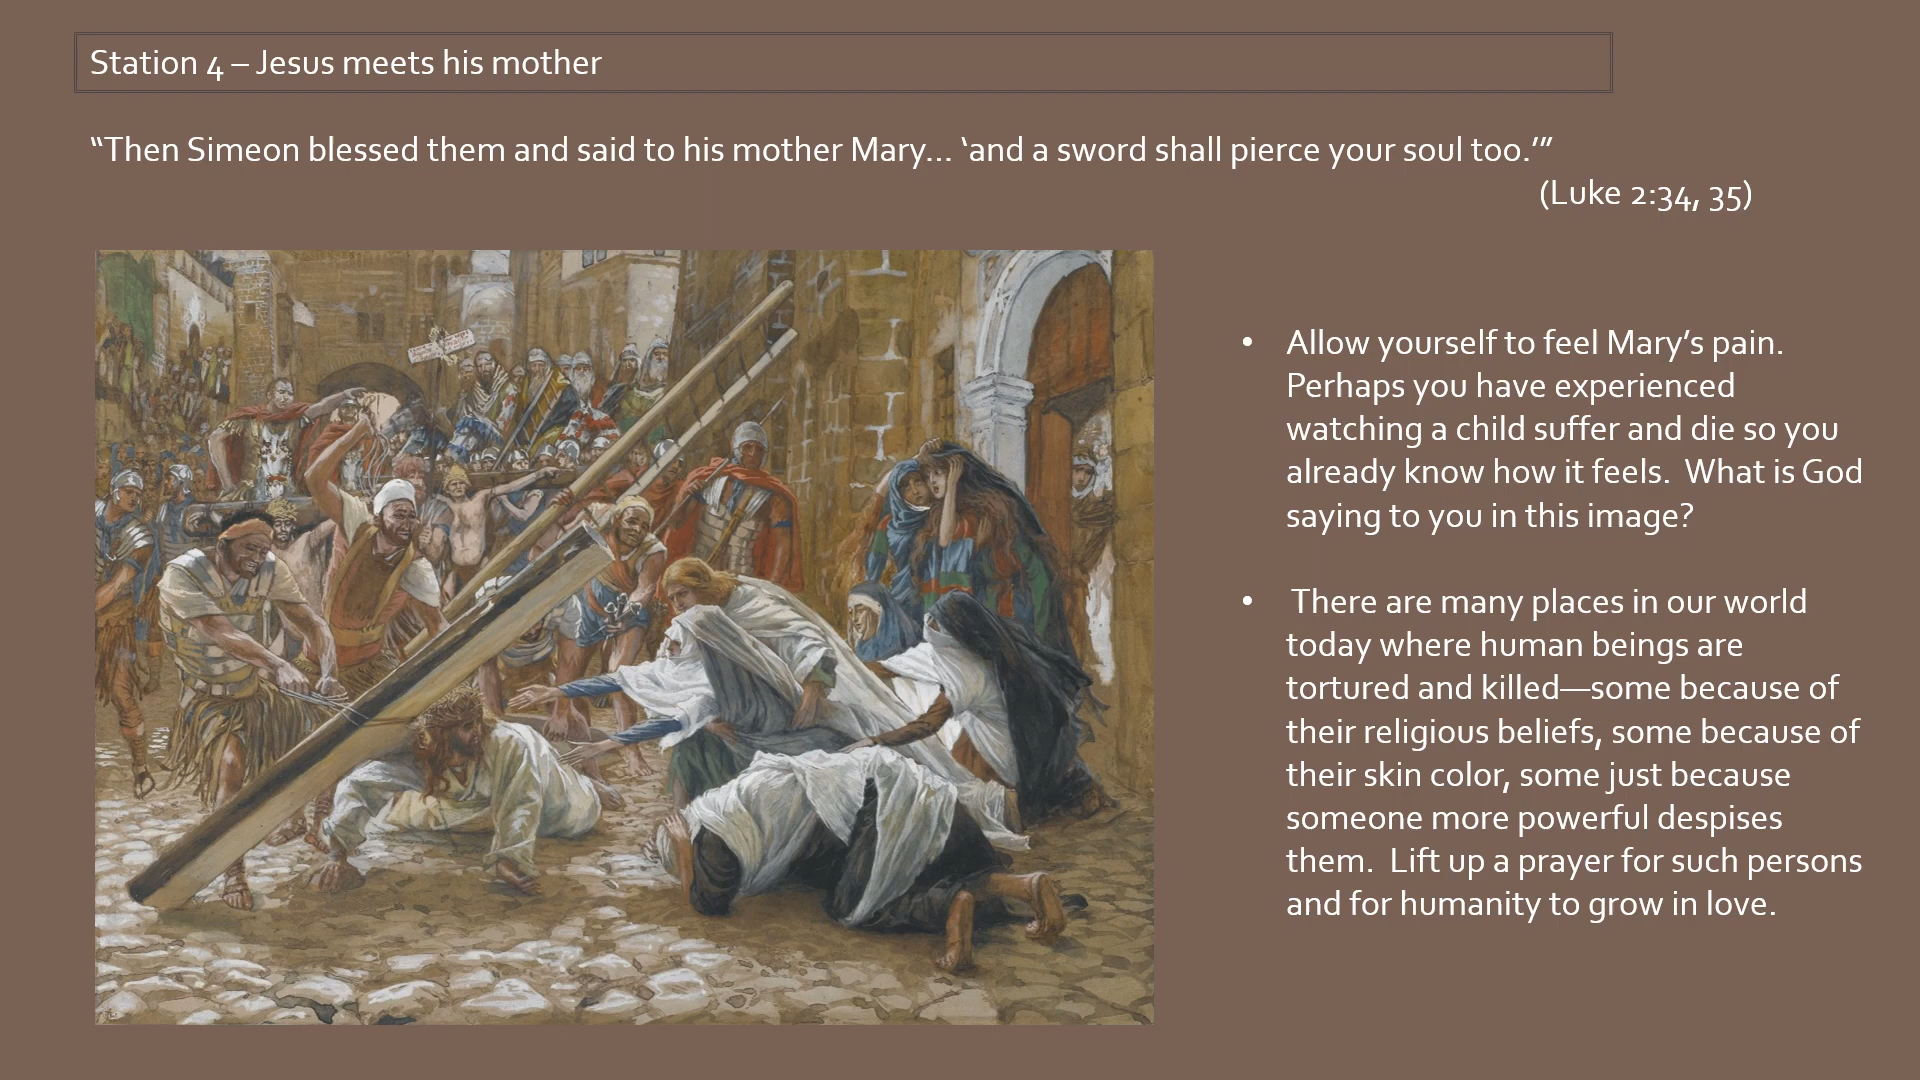 Station 4 – Jesus meets his mother
“Then Simeon blessed them and said to his mother Mary… ‘and a sword shall pierce your soul too.’”
(Luke 2:34, 35)
• Allow yourself to feel Mary’s pain.
Perhaps you have experienced
watching a child suffer and die so you
already know how it feels.  What is God
saying to you in this image?
•  There are many places in our world
today where human beings are
tortured and killed—some because of
their religious beliefs, some because of
their skin color, some just because
someone more powerful despises
them.  Lift up a prayer for such persons
and for humanity to grow in love.